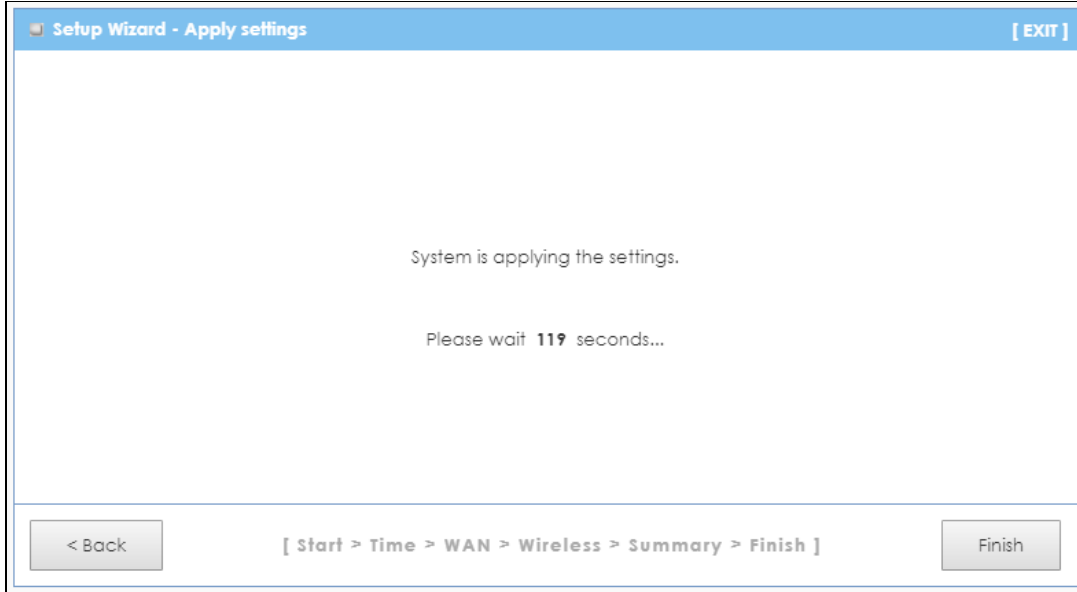 Setup Wizard - Apply settings [ EXIT ]
System is applying the settings.
Please wait 119 seconds...
< Back [ Start > Time > WAN > Wireless > Summary > Finish ] Finish